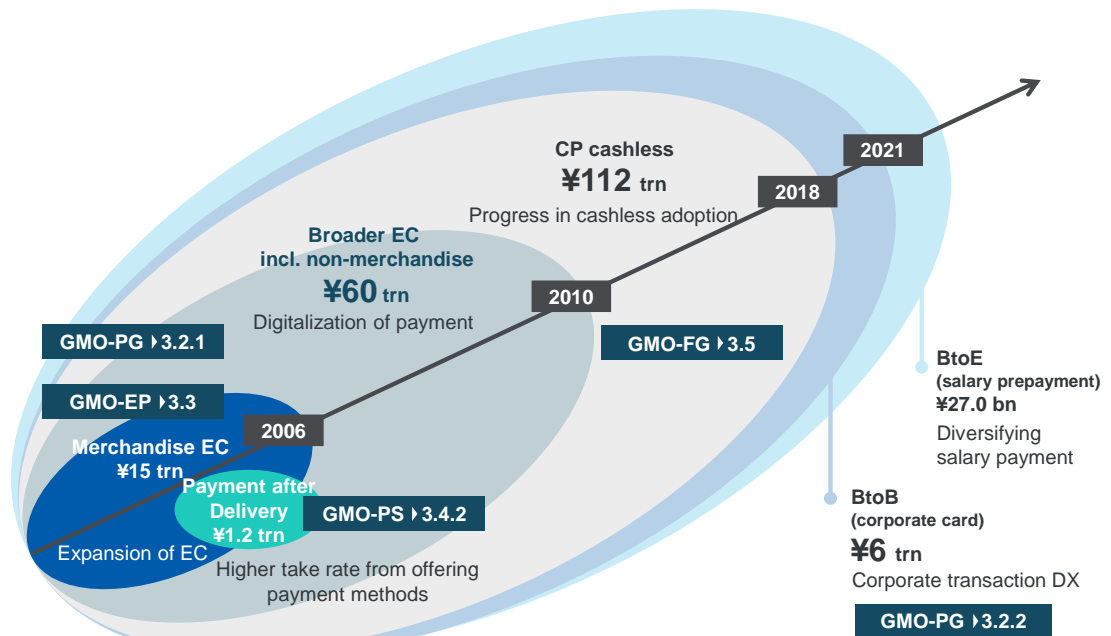 2021
CP cashless
¥112 trn
2018
Progress in cashless adoption
Broader EC
incl. non-merchandise
¥60 trn
2010
Digitalization of payment
GMO-PG ▸ 3.2.1
GMO-FG ▸ 3.5
BtoE
(salary prepayment)
¥27.0 bn
Diversifying
salary payment
GMO-EP ▸ 3.3
2006
Merchandise EC
¥15 trn
Payment after
Delivery
¥1.2 trn
GMO-PS ▸ 3.4.2
Expansion of EC
Higher take rate from offering
payment methods
BtoB
(corporate card)
¥6 trn
Corporate transaction DX
GMO-PG ▸ 3.2.2